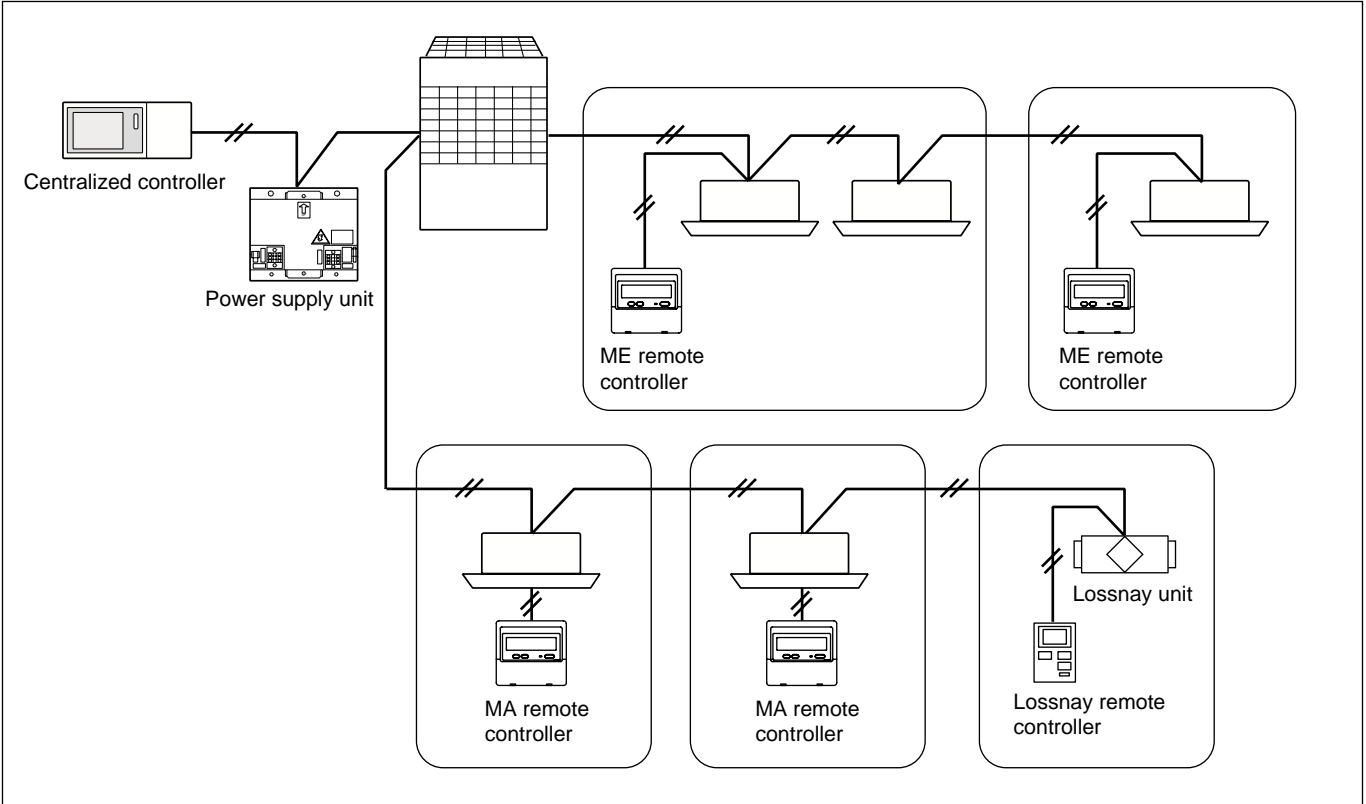 Centralized controller
Power supply unit
ME remote
controller
ME remote
controller
MA remote
controller
MA remote
controller
Lossnay unit
Lossnay remote
controller